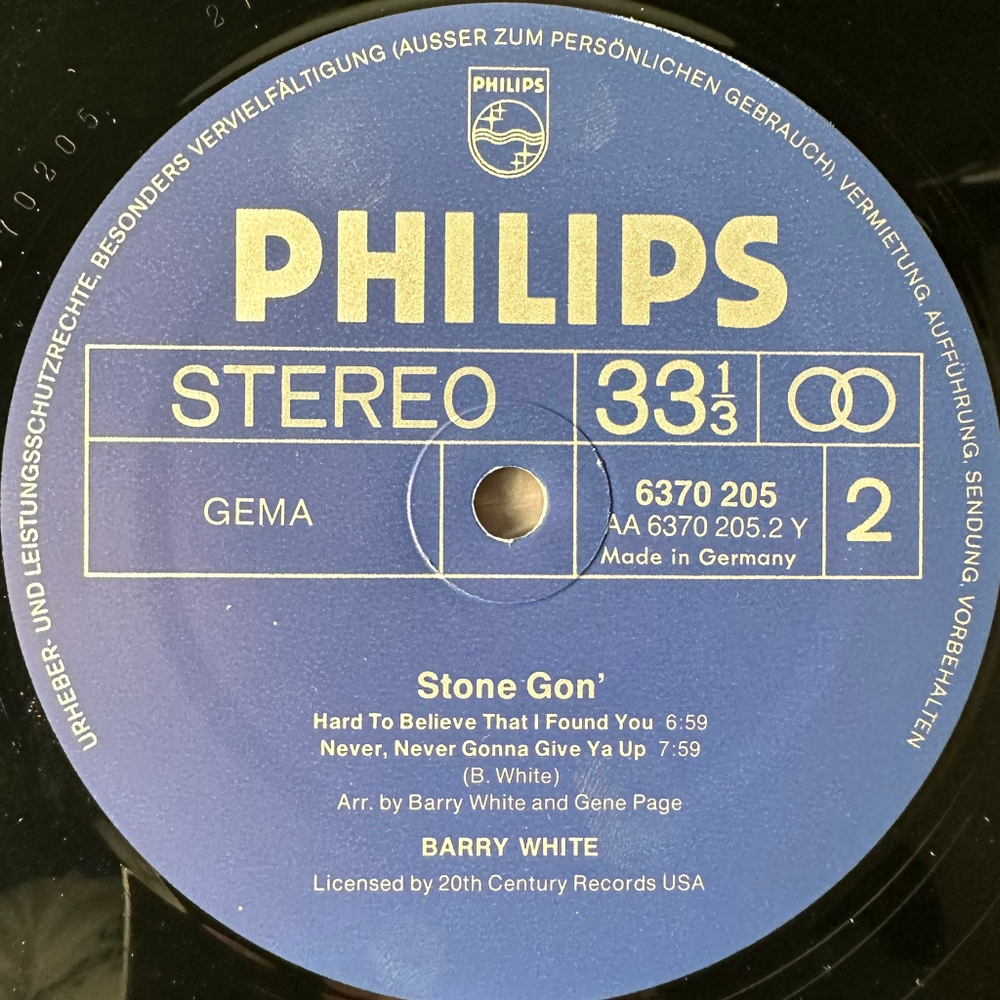 URHEBER- UND LEISTUNGSSCHUTZRECHTE, BESONDERS VERVIELFÄLTIGUNG (AUSSER ZUM PERSÖNLICHEN GEBRAUCH), VERMIETUNG, AUFFÜHRUNG, SENDUNG, VORBEHALTEN
PHILIPS
PHILIPS
STEREO 33 1/3
GEMA
6370 205
AA 6370 205.2 Y
Made in Germany
2
Stone Gon’
Hard To Believe That I Found You 6:59
Never, Never Gonna Give Ya Up 7:59
(B. White)
Arr. by Barry White and Gene Page
BARRY WHITE
Licensed by 20th Century Records USA